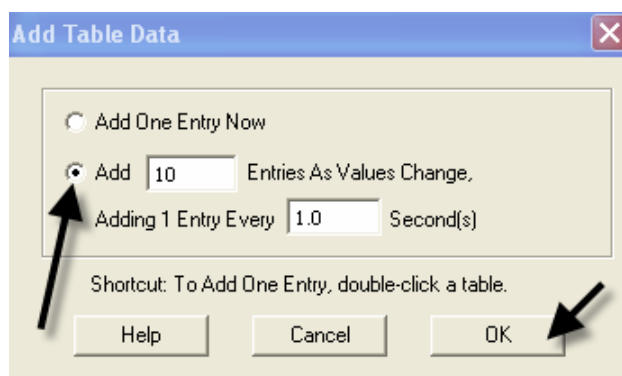 Add Table Data
Add One Entry Now
Add 10 Entries As Values Change,
Adding 1 Entry Every 1.0 Second(s)
Shortcut: To Add One Entry, double-click a table.
Help Cancel OK